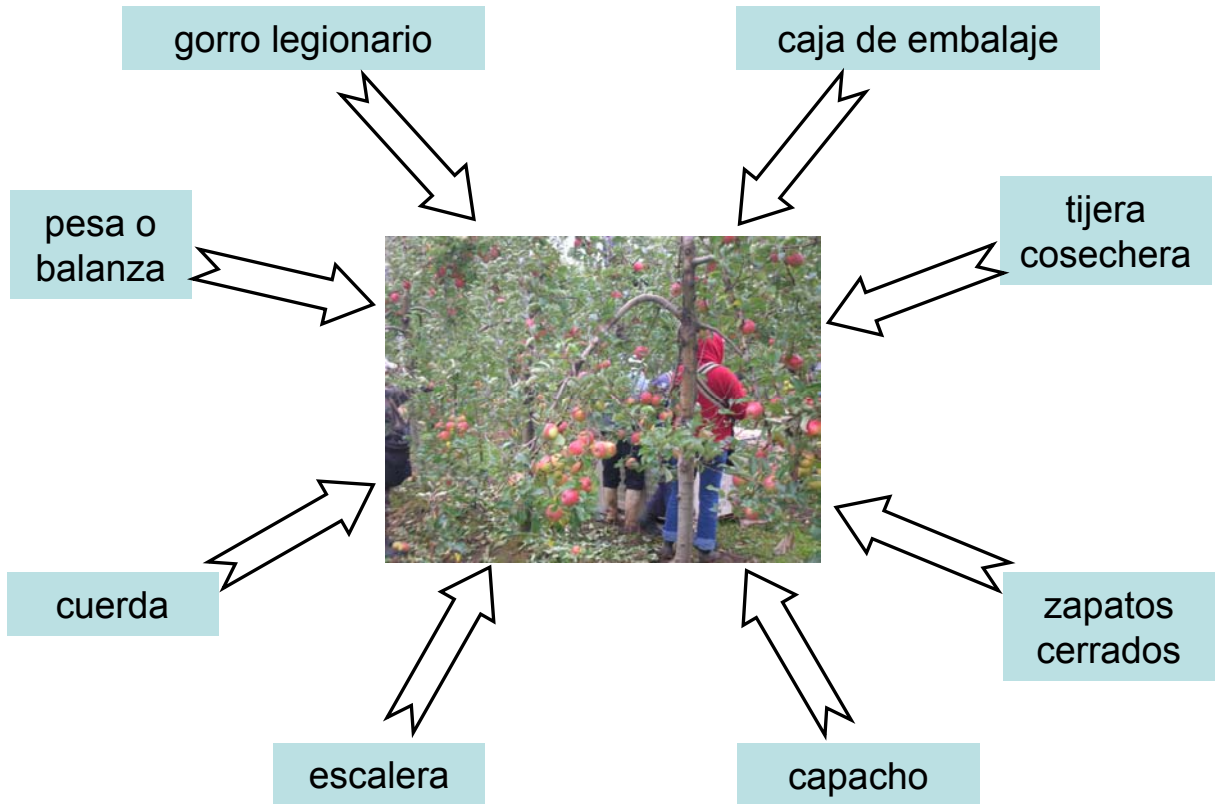 gorro legionario
caja de embalaje
pesa o
balanza
tijera
cosechera
cuerda
zapatos
cerrados
escalera
capacho